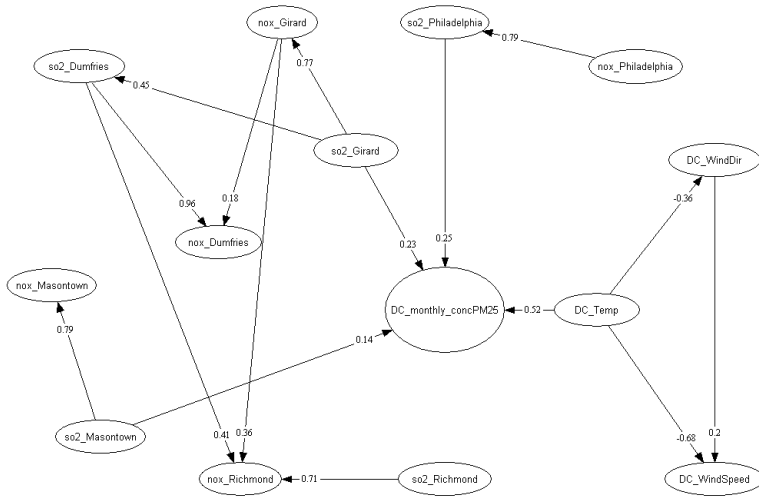 nox_Girard
so2_Philadelphia
0.79
so2_Dumfries
0.77
nox_Philadelphia
0.45
so2_Girard
DC_WindDir
-0.36
0.96
0.18
nox_Dumfries
0.23
0.25
nox_Masontown
DC_monthly_concPM25
0.52
DC_Temp
0.79
0.14
so2_Masontown
0.41
0.36
-0.68
0.2
nox_Richmond
0.71
so2_Richmond
DC_WindSpeed